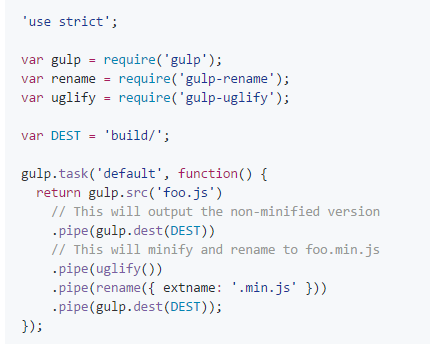 'use strict';
var gulp = require('gulp');
var rename = require('gulp-rename');
var uglify = require('gulp-uglify');
var DEST = 'build/';
gulp.task('default', function() {
  return gulp.src('foo.js')
    // This will output the non-minified version
    .pipe(gulp.dest(DEST))
    // This will minify and rename to foo.min.js
    .pipe(uglify())
    .pipe(rename({ extname: '.min.js' }))
    .pipe(gulp.dest(DEST));
});